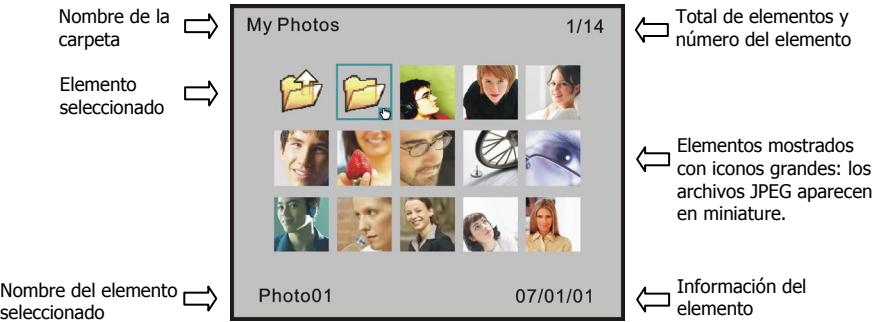 Nombre de la
carpeta
My Photos
1/14
Total de elementos y
número del elemento
Elemento
seleccionado
Elementos mostrados
con iconos grandes: los
archivos JPEG aparecen
en miniature.
Nombre del elemento
seleccionado
Photo01
07/01/01
Información del
elemento